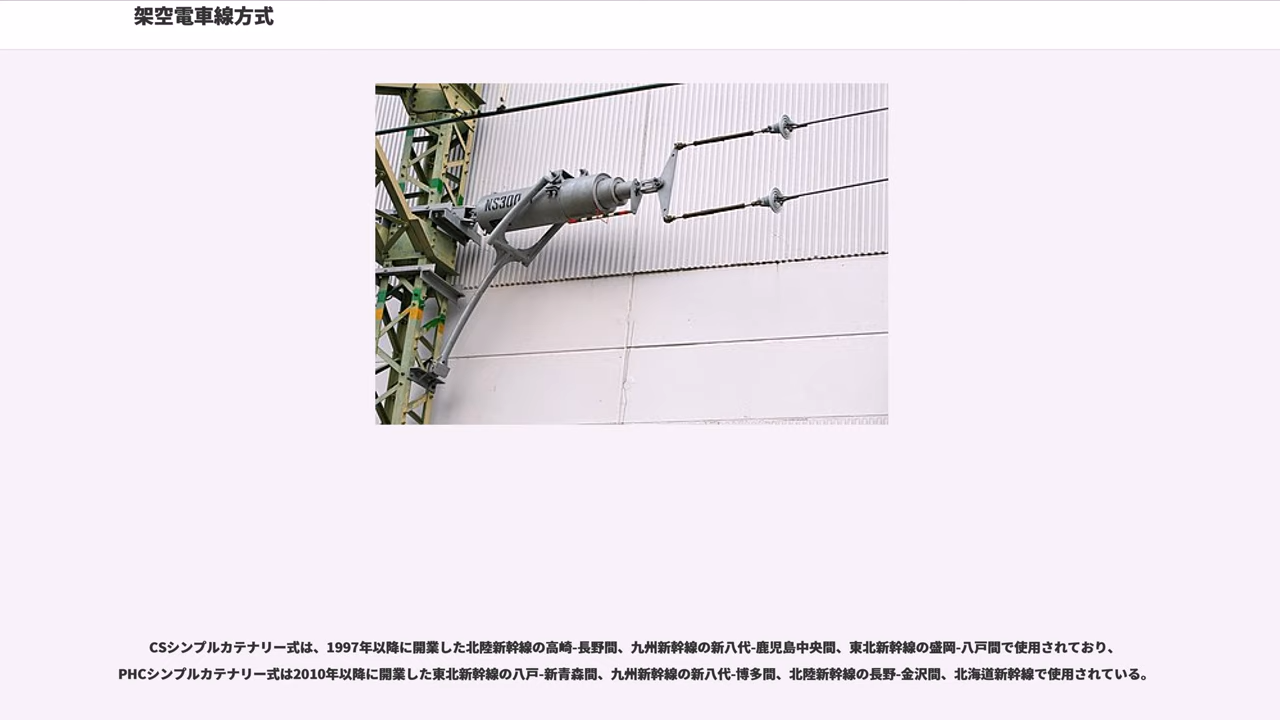 架空電車線方式
NS300
CSシンプルカテナリー式は、1997年以降に開業した北陸新幹線の高崎-長野間、九州新幹線の新八代-鹿児島中央間、東北新幹線の盛岡-八戸間で使用されており、
PHCシンプルカテナリー式は2010年以降に開業した東北新幹線の八戸-新青森間、九州新幹線の新八代-博多間、北陸新幹線の長野-金沢間、北海道新幹線で使用されている。